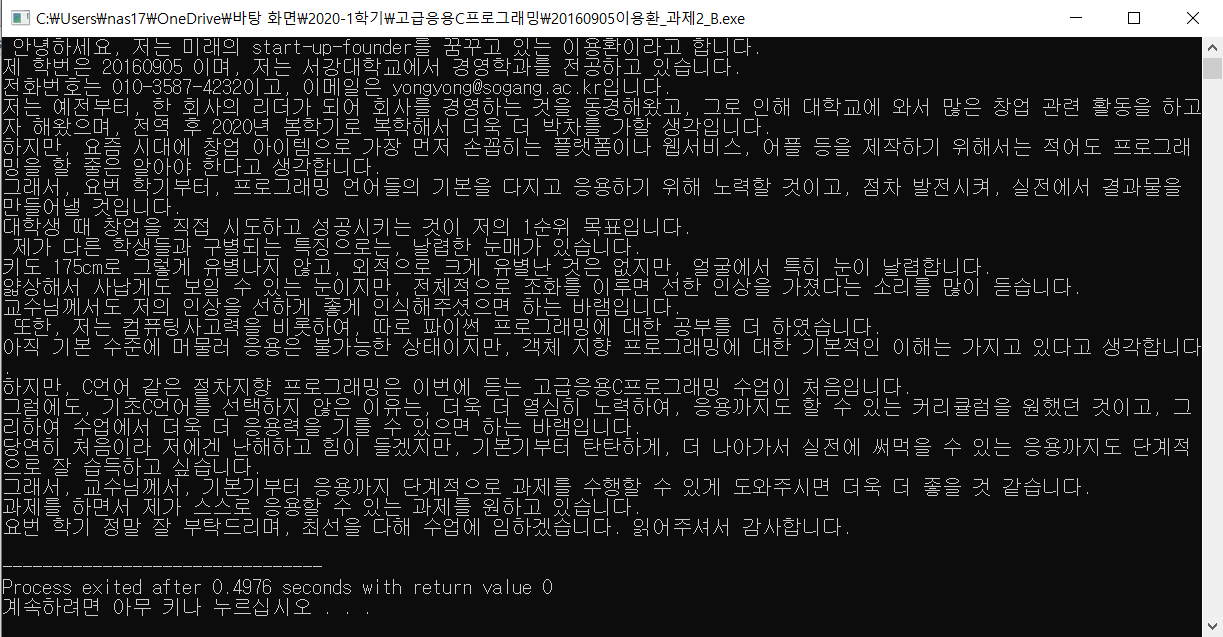 C:₩Users₩nas17₩OneDrive₩바탕 화면₩2020-1학기₩고급응용C프로그래밍₩20160905이용환_과제2_B.exe
안녕하세요, 저는 미래의 start-up-founder를 꿈꾸고 있는 이용환이라고 합니다.
제 학번은 20160905 이며, 저는 서강대학교에서 경영학과를 전공하고 있습니다.
전화번호는 010-3587-4232이고, 이메일은 yongyong@sogang.ac.kr입니다.
저는 예전부터, 한 회사의 리더가 되어 회사를 경영하는 것을 동경해왔고, 그로 인해 대학교에 와서 많은 창업 관련 활동을 하고
자 해왔으며, 전역 후 2020년 봄학기로 복학해서 더욱 더 박차를 가할 생각입니다.
하지만, 요즘 시대에 창업 아이템으로 가장 먼저 손꼽히는 플랫폼이나 웹서비스, 어플 등을 제작하기 위해서는 적어도 프로그래
밍을 할 줄은 알아야 한다고 생각합니다.
그래서, 요번 학기부터, 프로그래밍 언어들의 기본을 다지고 응용하기 위해 노력할 것이고, 점차 발전시켜, 실전에서 결과물을
만들어낼 것입니다.
대학생 때 창업을 직접 시도하고 성공시키는 것이 저의 1순위 목표입니다.
제가 다른 학생들과 구별되는 특징으로는, 날렵한 눈매가 있습니다.
키도 175cm로 그렇게 유별나지 않고, 외적으로 크게 유별난 것은 없지만, 얼굴에서 특히 눈이 날렵합니다.
얇상해서 사납게도 보일 수 있는 눈이지만, 전체적으로 조화를 이루면 선한 인상을 가졌다는 소리를 많이 듣습니다.
교수님께서도 저의 인상을 선하게 좋게 인식해주셨으면 하는 바램입니다.
또한, 저는 컴퓨팅사고력을 비롯하여, 따로 파이썬 프로그래밍에 대한 공부를 더 하였습니다.
아직 기본 수준에 머물러 응용은 불가능한 상태이지만, 객체 지향 프로그래밍에 대한 기본적인 이해는 가지고 있다고 생각합니다
.
하지만, C언어 같은 절차지향 프로그래밍은 이번에 듣는 고급응용C프로그래밍 수업이 처음입니다.
그럼에도, 기초C언어를 선택하지 않은 이유는, 더욱 더 열심히 노력하여, 응용까지도 할 수 있는 커리큘럼을 원했던 것이고, 그
리하여 수업에서 더욱 더 응용력을 기를 수 있으면 하는 바램입니다.
당연히 처음이라 저에겐 난해하고 힘이 들겠지만, 기본기부터 탄탄하게, 더 나아가서 실전에 써먹을 수 있는 응용까지도 단계적
으로 잘 습득하고 싶습니다.
그래서, 교수님께서, 기본기부터 응용까지 단계적으로 과제를 수행할 수 있게 도와주시면 더욱 더 좋을 것 같습니다.
과제를 하면서 제가 스스로 응용할 수 있는 과제를 원하고 있습니다.
요번 학기 정말 잘 부탁드리며, 최선을 다해 수업에 임하겠습니다. 읽어주셔서 감사합니다.
--------------------------------
Process exited after 0.4976 seconds with return value 0
계속하려면 아무 키나 누르십시오 . . .